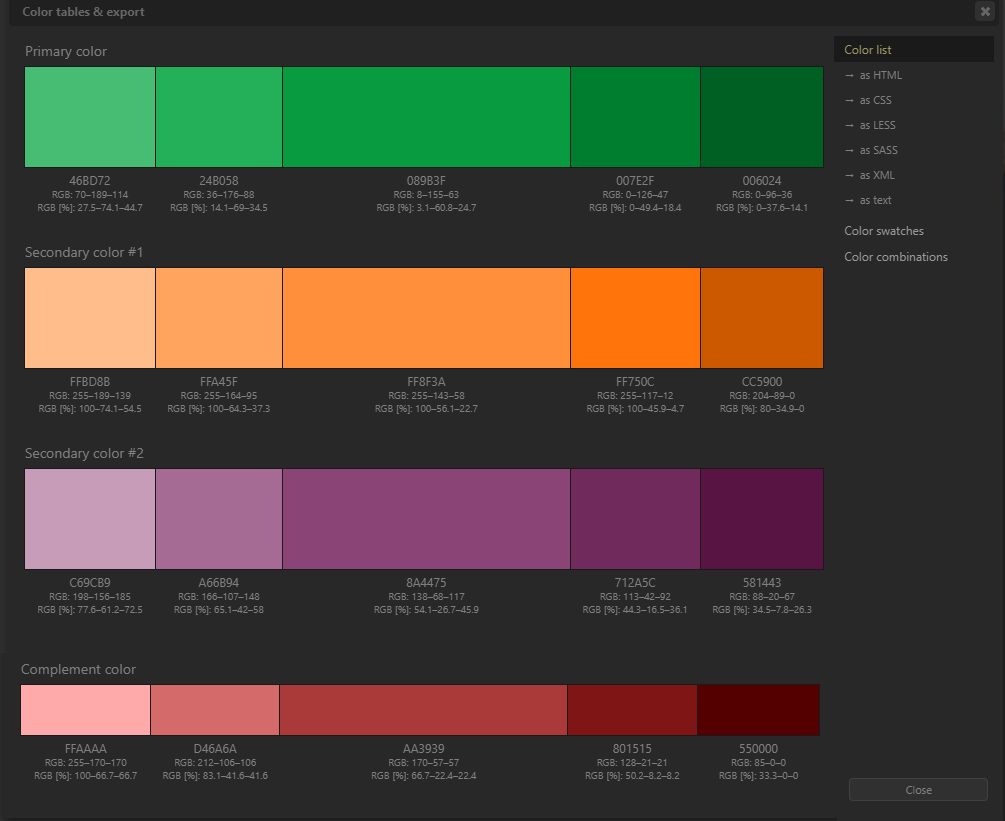 Color tables & export
Primary color
46BD72 24B058 089B3F 007E2F 006024
RGB: 70–189–114 RGB: 36–176–88 RGB: 8–155–63 RGB: 0–126–47 RGB: 0–96–36
RGB [%]: 27.5–74.1–44.7 RGB [%]: 14.1–69–34.5 RGB [%]: 3.1–60.8–24.7 RGB [%]: 0–49.4–18.4 RGB [%]: 0–37.6–14.1
Secondary color #1
FFBD8B FFA45F FF8F3A FF750C CC5900
RGB: 255–189–139 RGB: 255–164–95 RGB: 255–143–58 RGB: 255–117–12 RGB: 204–89–0
RGB [%]: 100–74.1–54.5 RGB [%]: 100–64.3–37.3 RGB [%]: 100–56.1–22.7 RGB [%]: 100–45.9–4.7 RGB [%]: 80–34.9–0
Secondary color #2
C69CB9 A66B94 8A4475 712A5C 581443
RGB: 198–156–185 RGB: 166–107–148 RGB: 138–68–117 RGB: 113–42–92 RGB: 88–20–67
RGB [%]: 77.6–61.2–72.5 RGB [%]: 65.1–42–58 RGB [%]: 54.1–26.7–45.9 RGB [%]: 44.3–16.5–36.1 RGB [%]: 34.5–7.8–26.3
Complement color
FFAAAA D46A6A AA3939 801515 550000
RGB: 255–170–170 RGB: 212–106–106 RGB: 170–57–57 RGB: 128–21–21 RGB: 85–0–0
RGB [%]: 100–66.7–66.7 RGB [%]: 83.1–41.6–41.6 RGB [%]: 66.7–22.4–22.4 RGB [%]: 50.2–8.2–8.2 RGB [%]: 33.3–0–0
Color list
→ as HTML
→ as CSS
→ as LESS
→ as SASS
→ as XML
→ as text
Color swatches
Color combinations
Close